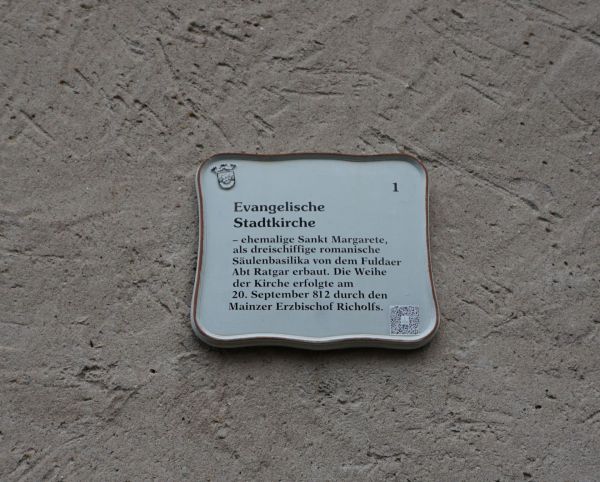 1
Evangelische
Stadtkirche
– ehemalige Sankt Margarete,
als dreischiffige romanische
Säulenbasilika von dem Fuldaer
Abt Ratgar erbaut. Die Weihe
der Kirche erfolgte am
20. September 812 durch den
Mainzer Erzbischof Richolfs.